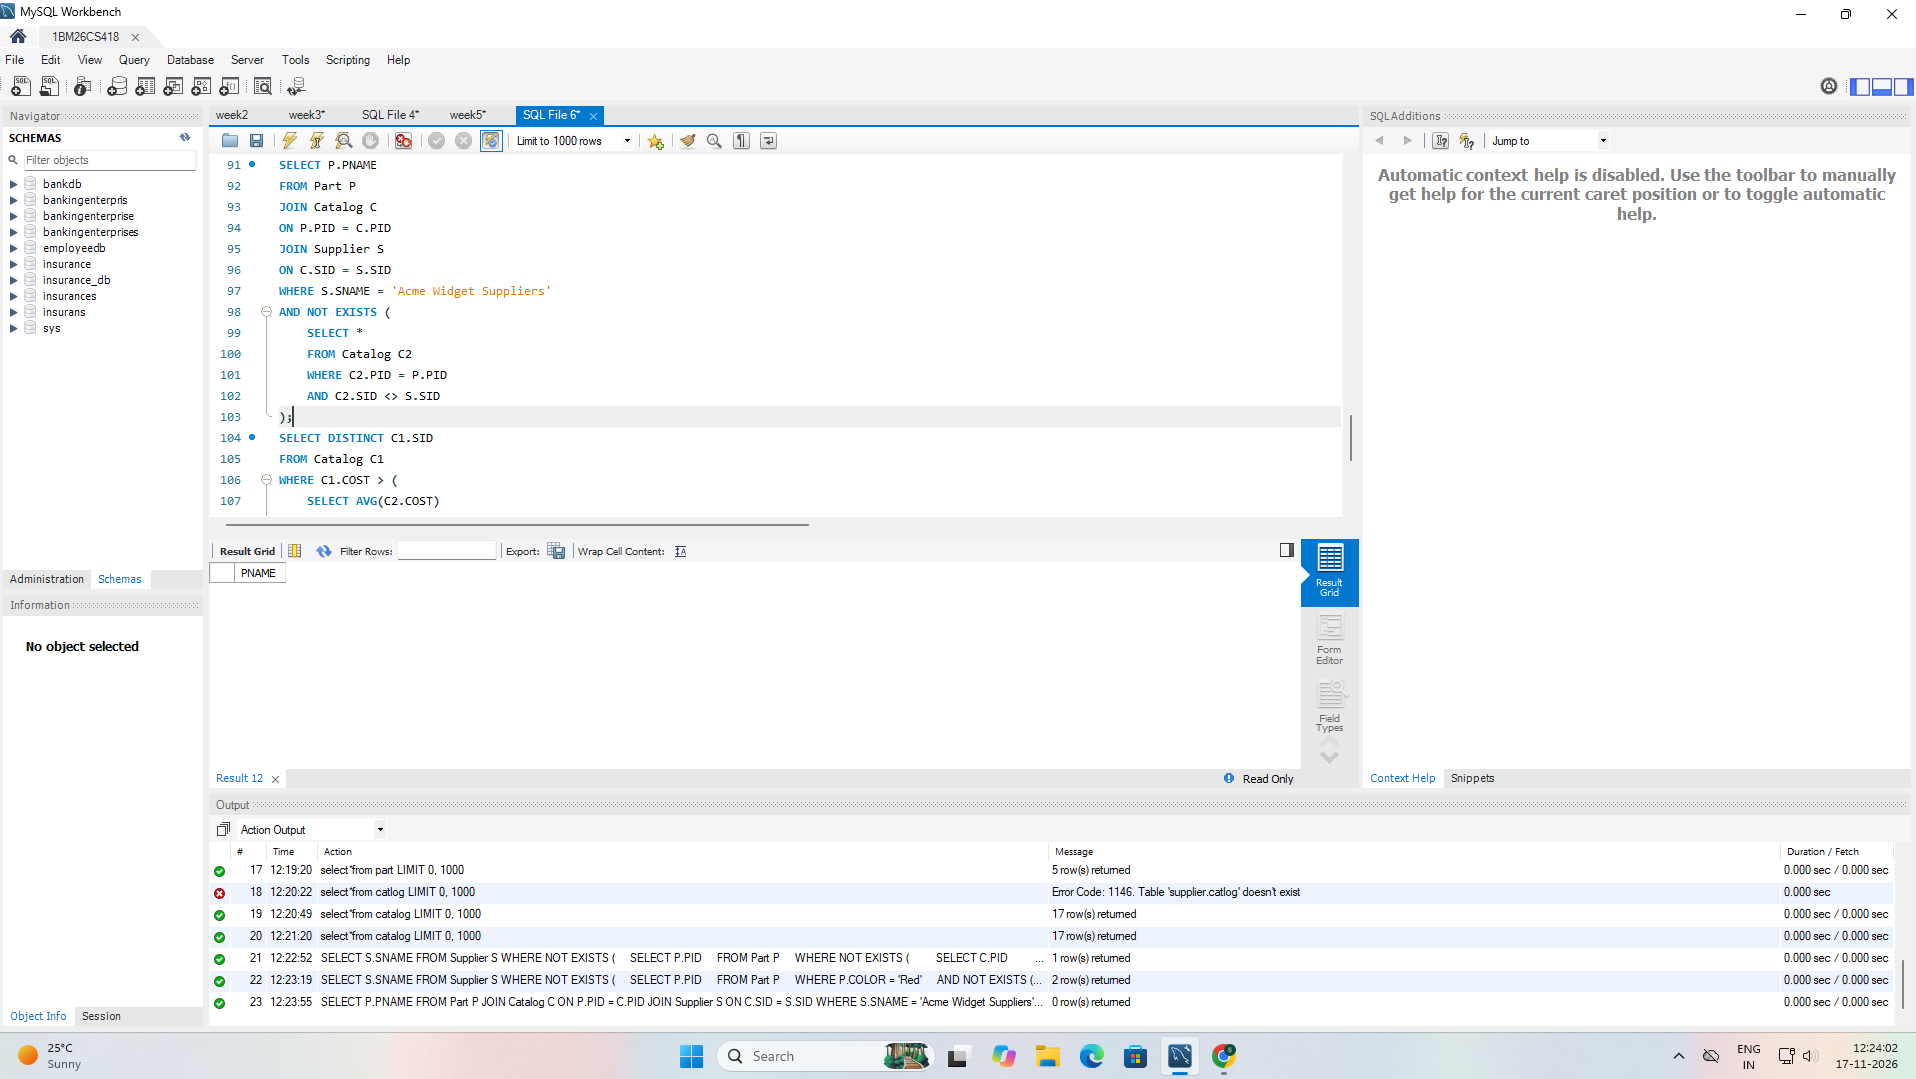 MySQL Workbench
1BM26CS418
File Edit View Query Database Server Tools Scripting Help
Navigator
SCHEMAS
Filter objects
bankdb
bankingenterpris
bankingenterprise
bankingenterprises
employeedb
insurance
insurance_db
insurances
insurans
sys
Administration Schemas
Information
No object selected
Object Info Session
week2 week3* SQL File 4* week5* SQL File 6*
Limit to 1000 rows
91 SELECT P.PNAME
92 FROM Part P
93 JOIN Catalog C
94 ON P.PID = C.PID
95 JOIN Supplier S
96 ON C.SID = S.SID
97 WHERE S.SNAME = 'Acme Widget Suppliers'
98 AND NOT EXISTS (
99 SELECT *
100 FROM Catalog C2
101 WHERE C2.PID = P.PID
102 AND C2.SID <> S.SID
103 );
104 SELECT DISTINCT C1.SID
105 FROM Catalog C1
106 WHERE C1.COST > (
107 SELECT AVG(C2.COST)
Result Grid Filter Rows: Export: Wrap Cell Content:
PNAME
Result Grid
Form Editor
Field Types
Result 12 Read Only
SQLAdditions
Jump to
Automatic context help is disabled. Use the toolbar to manually
get help for the current caret position or to toggle automatic
help.
Context Help Snippets
Output
Action Output
# Time Action Message Duration / Fetch
17 12:19:20 select*from part LIMIT 0, 1000 5 row(s) returned 0.000 sec / 0.000 sec
18 12:20:22 select*from catlog LIMIT 0, 1000 Error Code: 1146. Table 'supplier.catlog' doesn't exist 0.000 sec
19 12:20:49 select*from catalog LIMIT 0, 1000 17 row(s) returned 0.000 sec / 0.000 sec
20 12:21:20 select*from catalog LIMIT 0, 1000 17 row(s) returned 0.000 sec / 0.000 sec
21 12:22:52 SELECT S.SNAME FROM Supplier S WHERE NOT EXISTS ( SELECT P.PID FROM Part P WHERE NOT EXISTS ( SELECT C.PID ... 1 row(s) returned 0.000 sec / 0.000 sec
22 12:23:19 SELECT S.SNAME FROM Supplier S WHERE NOT EXISTS ( SELECT P.PID FROM Part P WHERE P.COLOR = 'Red' AND NOT EXISTS (... 2 row(s) returned 0.000 sec / 0.000 sec
23 12:23:55 SELECT P.PNAME FROM Part P JOIN Catalog C ON P.PID = C.PID JOIN Supplier S ON C.SID = S.SID WHERE S.SNAME = 'Acme Widget Suppliers'... 0 row(s) returned 0.000 sec / 0.000 sec
25°C
Sunny
Search
ENG
IN
12:24:02
17-11-2026